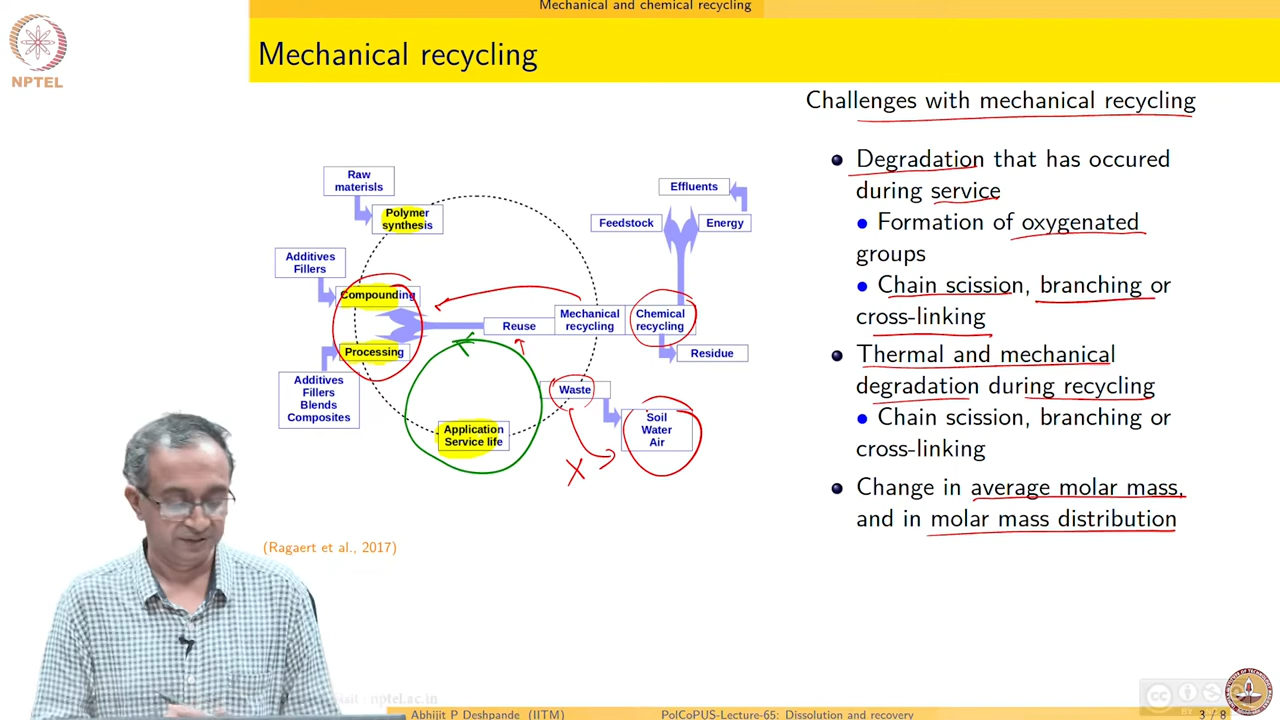 Mechanical and chemical recycling
NPTEL
Mechanical recycling
Challenges with mechanical recycling
Degradation that has occured
during service
Formation of oxygenated
groups
Chain scission, branching or
cross-linking
Thermal and mechanical
degradation during recycling
Chain scission, branching or
cross-linking
Change in average molar mass,
and in molar mass distribution
Raw
materisls
Polymer
synthesis
Additives
Fillers
Compounding
Processing
Additives
Fillers
Blends
Composites
Reuse
Mechanical
recycling
Chemical
recycling
Effluents
Feedstock
Energy
Residue
Waste
Soil
Water
Air
Application
Service life
X
(Ragaert et al., 2017)
nptel.ac.in
Abhijit P Deshpande (IITM)
PolCoPUS-Lecture-65: Dissolution and recovery
3 / 8